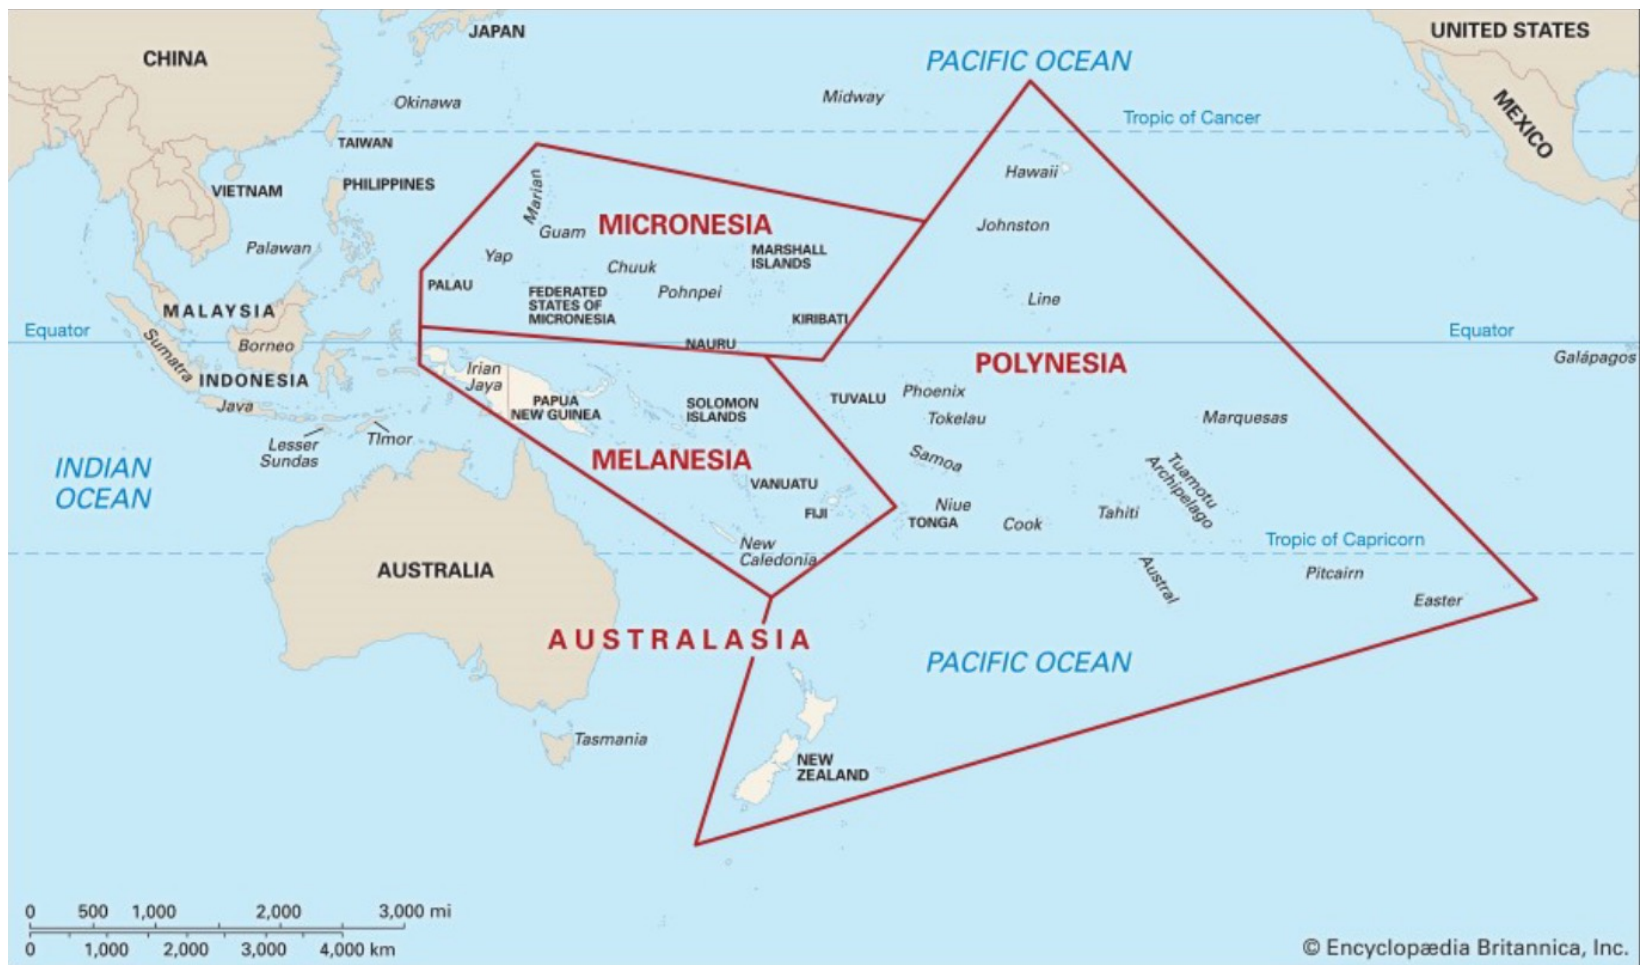 JAPAN
UNITED STATES
CHINA
PACIFIC OCEAN
Midway
Okinawa
MEXICO
Tropic of Cancer
TAIWAN
Hawaii
VIETNAM
PHILIPPINES
Marian
MICRONESIA
Johnston
Guam
Palawan
Yap
MARSHALL
ISLANDS
Chuuk
PALAU
FEDERATED
STATES OF
MICRONESIA
Pohnpei
Line
MALAYSIA
KIRIBATI
Equator
Equator
NAURU
Borneo
Sumatra
Galápagos
POLYNESIA
Irian
Jaya
INDONESIA
Phoenix
TUVALU
PAPUA
NEW GUINEA
SOLOMON
ISLANDS
Java
Tokelau
Marquesas
TImor
Lesser
Sundas
MELANESIA
Samoa
INDIAN
OCEAN
VANUATU
Tuamotu
Archipelago
FIJI
Niue
TONGA
Cook
Tahiti
New
Caledonia
Tropic of Capricorn
AUSTRALIA
Pitcairn
Austral
Easter
AUSTRALASIA
PACIFIC OCEAN
Tasmania
NEW
ZEALAND
0 500 1,000 2,000 3,000 mi
0 1,000 2,000 3,000 4,000 km
© Encyclopædia Britannica, Inc.